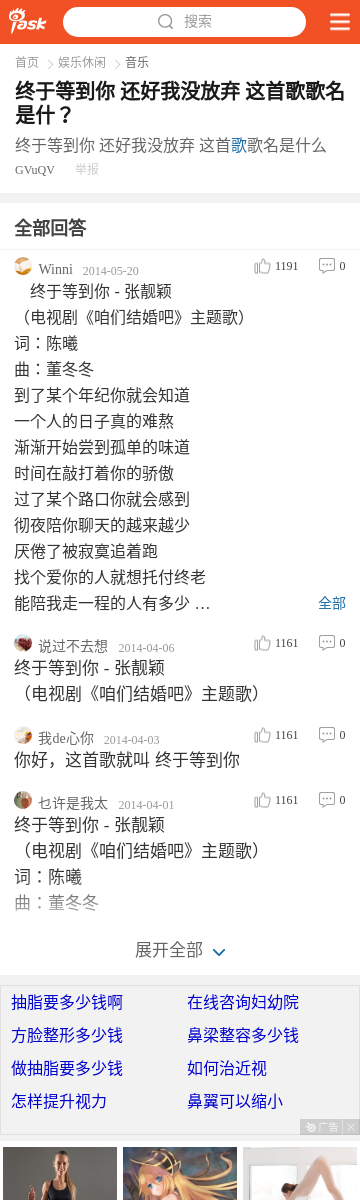 iask 搜索
首页 > 娱乐休闲 > 音乐
终于等到你 还好我没放弃 这首歌歌名
是什？
终于等到你 还好我没放弃 这首歌歌名是什么
GVuQV 举报
全部回答
Winni 2014-05-20 1191 0
终于等到你 - 张靓颖
（电视剧《咱们结婚吧》主题歌）
词：陈曦
曲：董冬冬
到了某个年纪你就会知道
一个人的日子真的难熬
渐渐开始尝到孤单的味道
时间在敲打着你的骄傲
过了某个路口你就会感到
彻夜陪你聊天的越来越少
厌倦了被寂寞追着跑
找个爱你的人就想托付终老
能陪我走一程的人有多少 … 全部
说过不去想 2014-04-06 1161 0
终于等到你 - 张靓颖
（电视剧《咱们结婚吧》主题歌）
我de心你 2014-04-03 1161 0
你好，这首歌就叫 终于等到你
乜许是我太 2014-04-01 1161 0
终于等到你 - 张靓颖
（电视剧《咱们结婚吧》主题歌）
词：陈曦
曲：董冬冬
展开全部
抽脂要多少钱啊 在线咨询妇幼院
方脸整形多少钱 鼻梁整容多少钱
做抽脂要多少钱 如何治近视
怎样提升视力 鼻翼可以缩小
广告